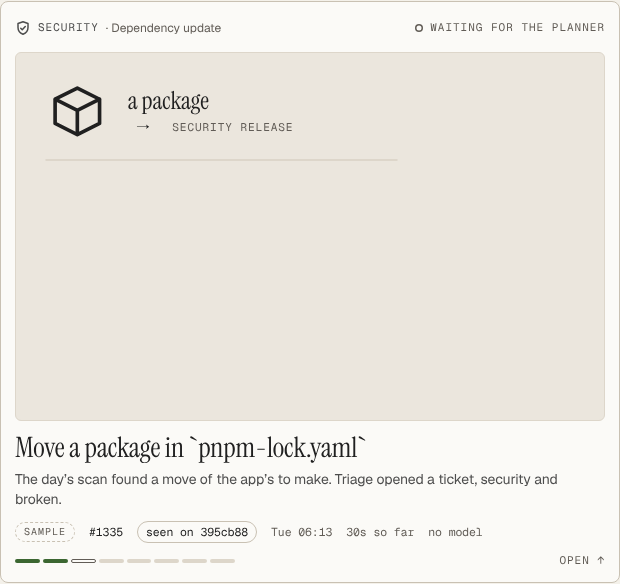 SECURITY · Dependency update
WAITING FOR THE PLANNER
a package
→ SECURITY RELEASE
Move a package in `pnpm-lock.yaml`
The day’s scan found a move of the app’s to make. Triage opened a ticket, security and
broken.
SAMPLE #1335 seen on 395cb88 Tue 06:13 30s so far no model
OPEN ↑